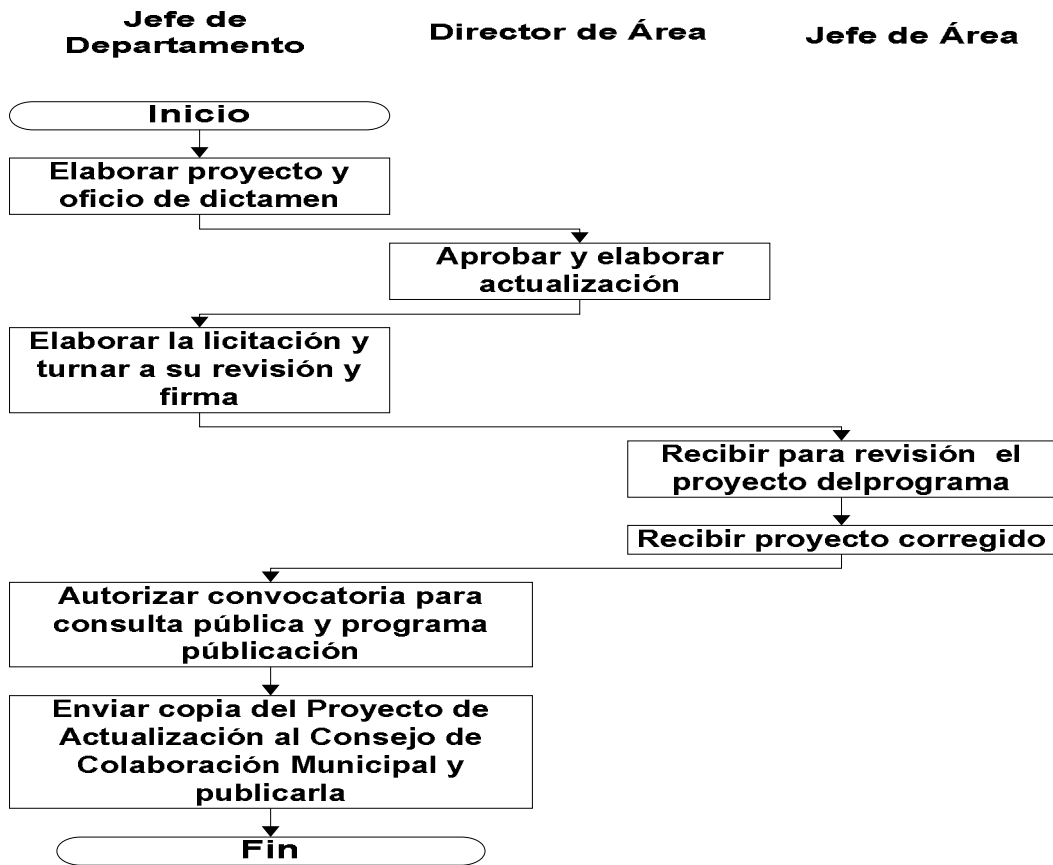 Jefe de
Departamento
Director de Área
Jefe de Área
Inicio
Elaborar proyecto y
oficio de dictamen
Aprobar y elaborar
actualización
Elaborar la licitación y
turnar a su revisión y
firma
Recibir para revisión el
proyecto delprograma
Recibir proyecto corregido
Autorizar convocatoria para
consulta pública y programa
públicación
Enviar copia del Proyecto de
Actualización al Consejo de
Colaboración Municipal y
publicarla
Fin